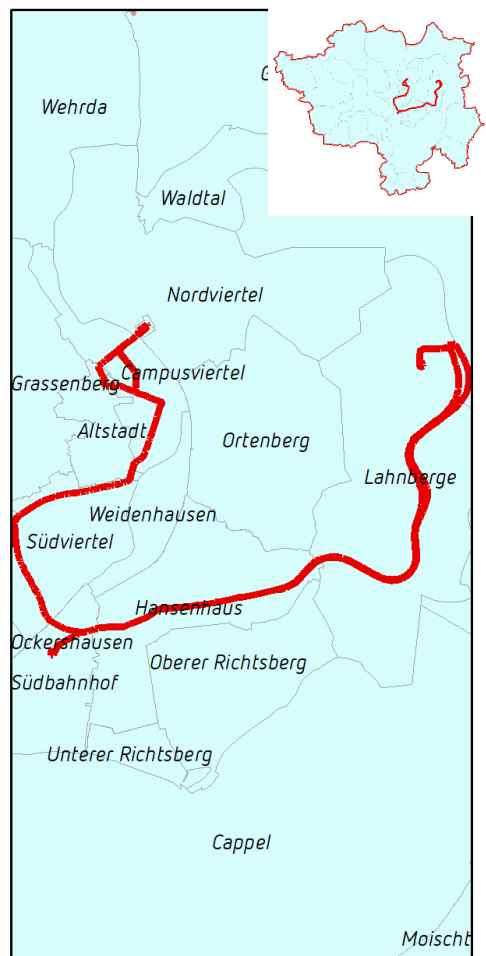 G
Wehrda
Waldtal
Nordviertel
Campusviertel
Grassenberg
Altstadt
Ortenberg
Lahnberge
Weidenhausen
Südviertel
Hansenhaus
Ockershausen
Oberer Richtsberg
Südbahnhof
Unterer Richtsberg
Cappel
Moischt